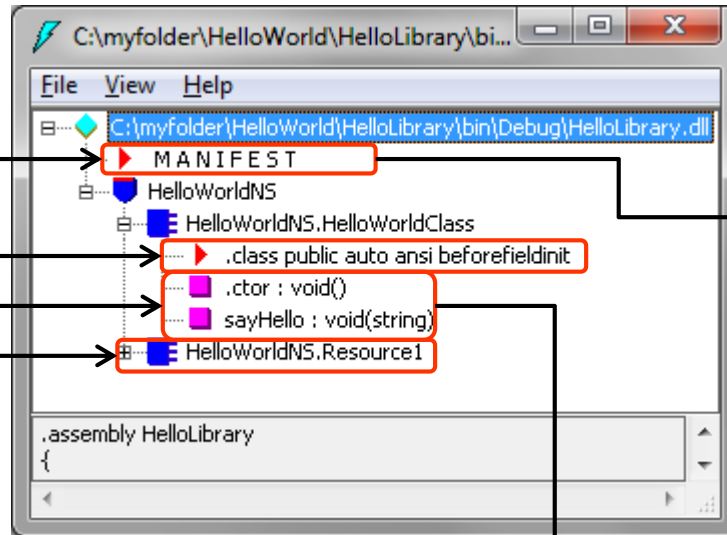 C:\myfolder\HelloWorld\HelloLibrary\bi...
File View Help
C:\myfolder\HelloWorld\HelloLibrary\bin\Debug\HelloLibrary.dll
M A N I F E S T
HelloWorldNS
HelloWorldNS.HelloWorldClass
.class public auto ansi beforefieldinit
.ctor : void()
sayHello : void(string)
HelloWorldNS.Resource1
.assembly HelloLibrary
{